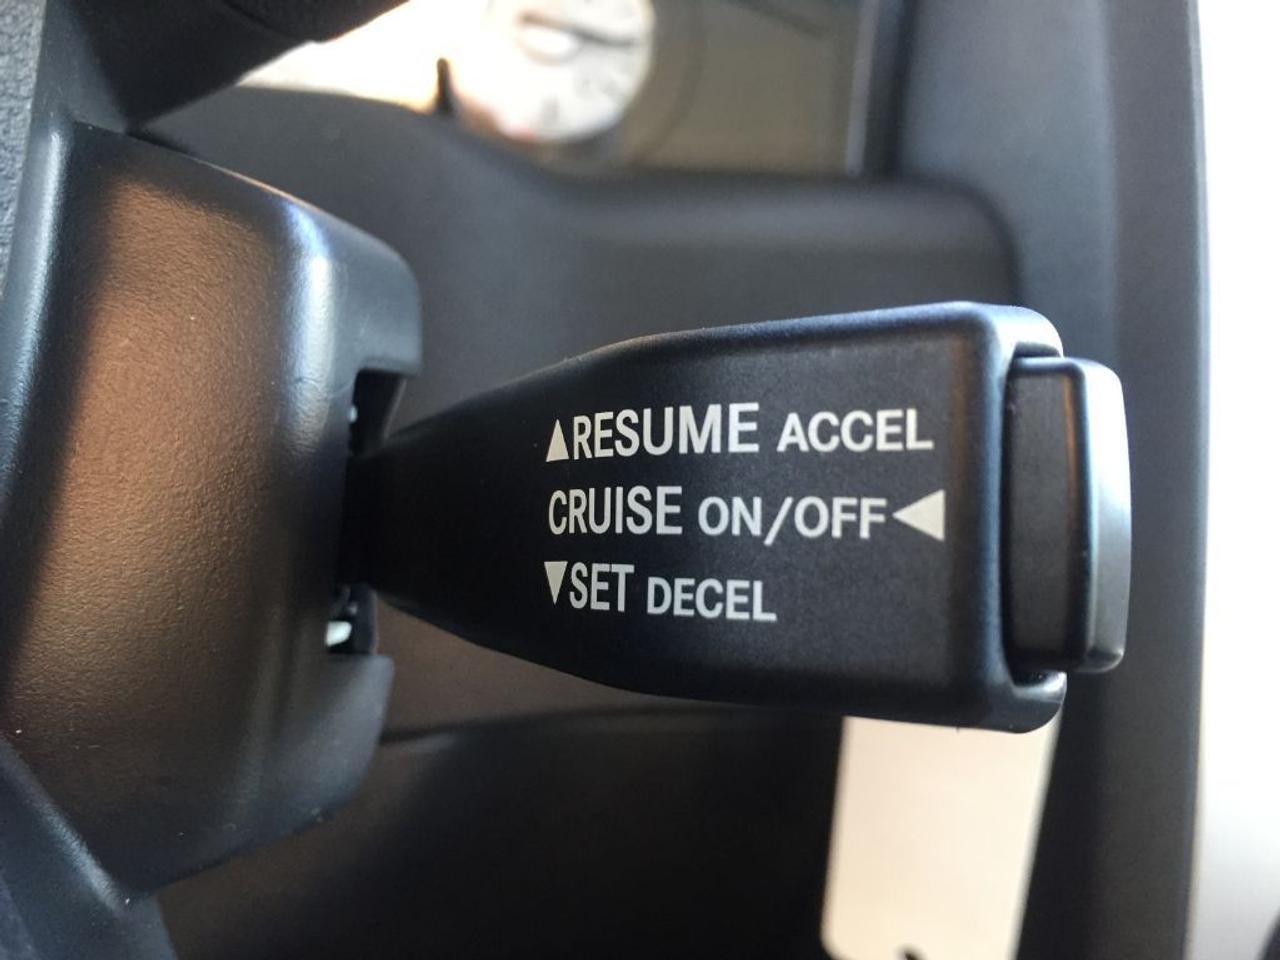 ▲RESUME ACCEL
CRUISE ON/OFF◀
▼SET DECEL